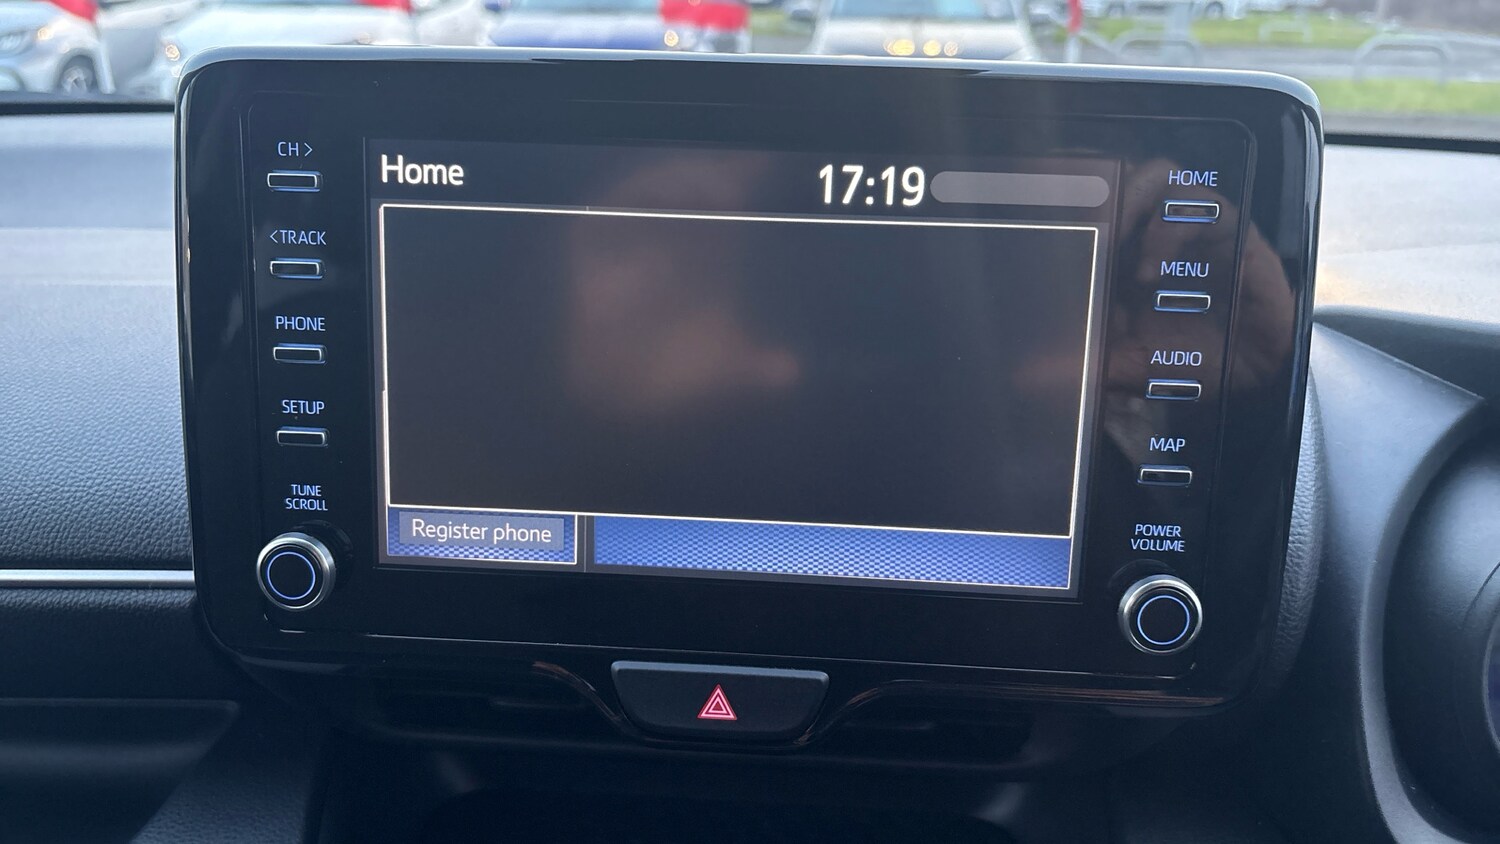 CH >
< TRACK
PHONE
SETUP
TUNE
SCROLL
Home
17:19
Register phone
HOME
MENU
AUDIO
MAP
POWER
VOLUME